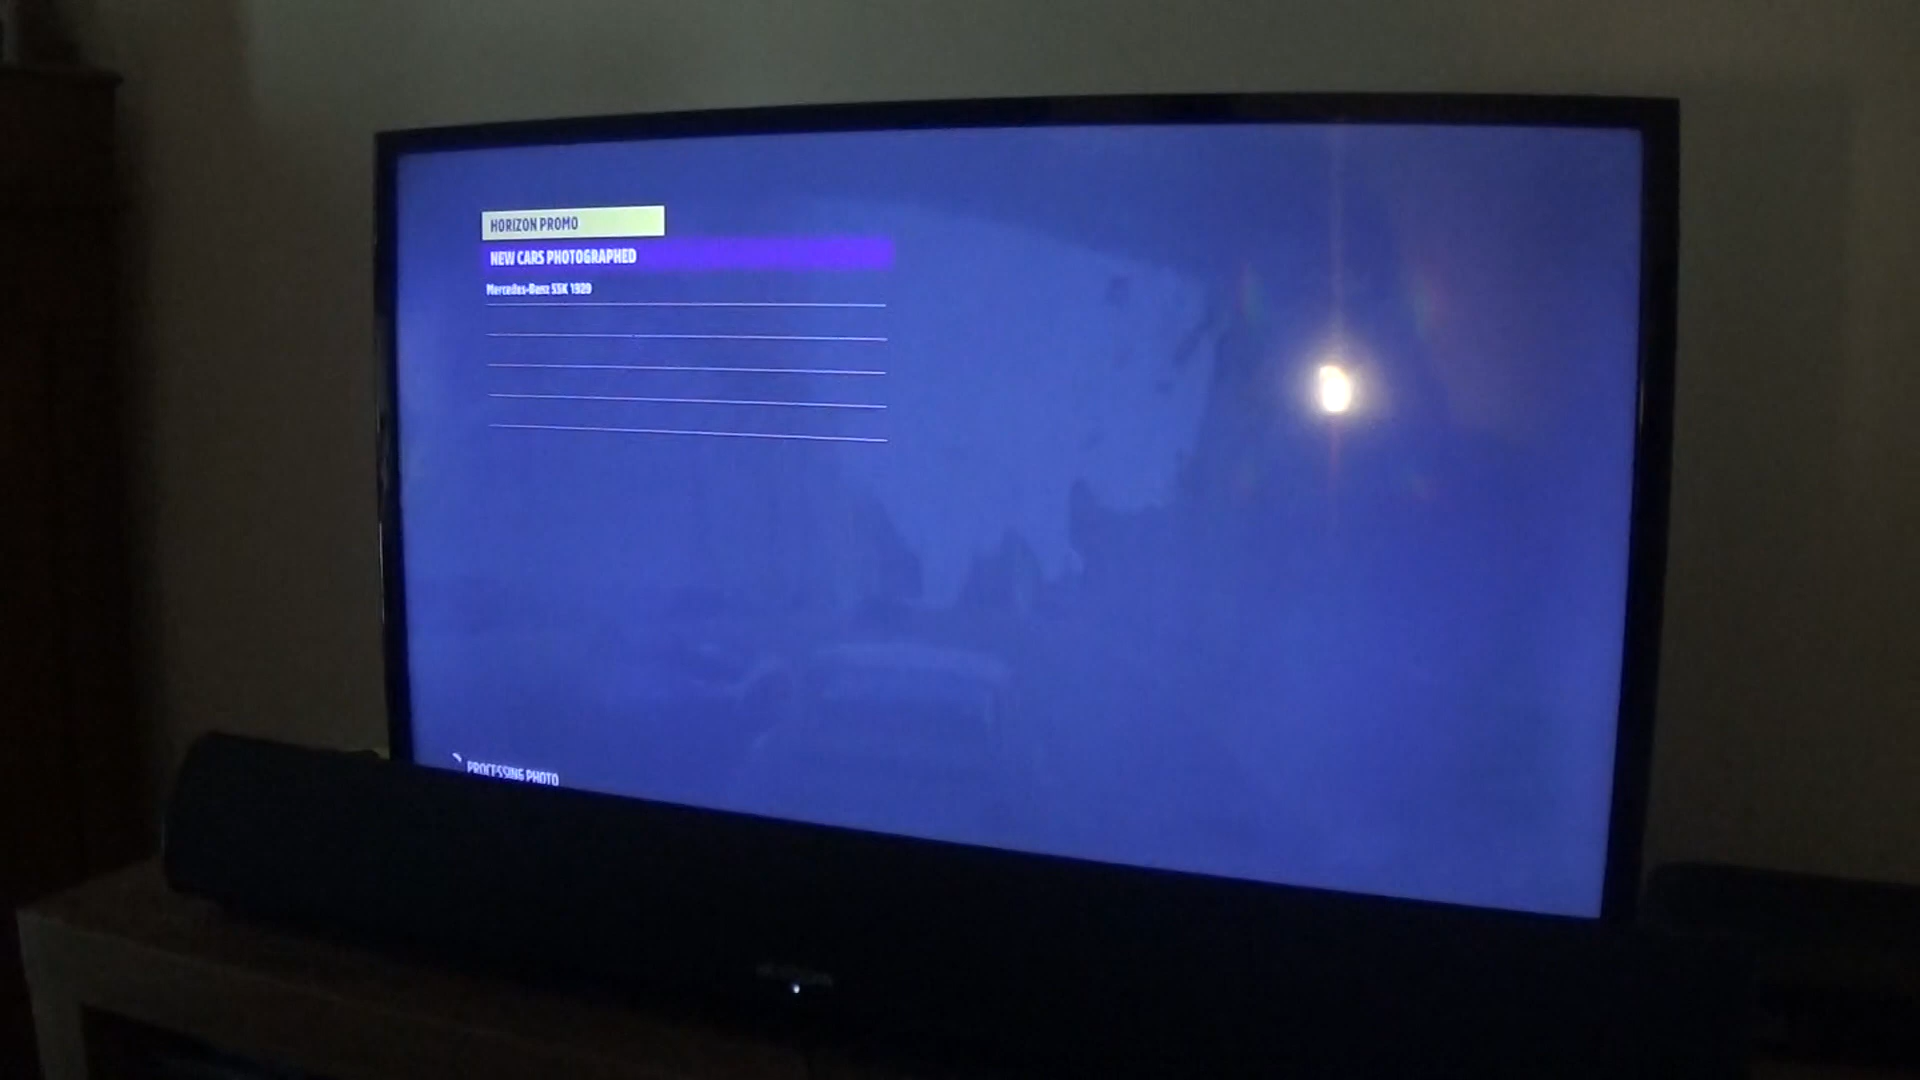 HORIZON PROMO
NEW CARS PHOTOGRAPHED
Mercedes-Benz SSK 1929
PROCESSING PHOTO